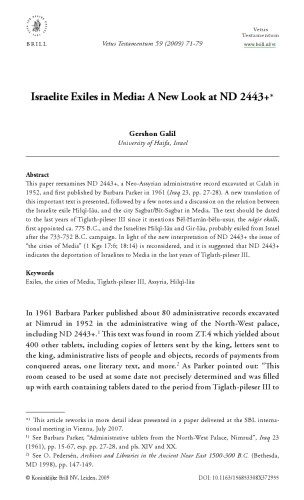 Vetus
Testamentum
BRILL
Vetus Testamentum 59 (2009) 71-79
www.brill.nl/vt
Israelite Exiles in Media: A New Look at ND 2443+*
Gershon Galil
University of Haifa, Israel
Abstract
This paper reexamines ND 2443+, a Neo-Assyrian administrative record excavated at Calah in
1952, and first published by Barbara Parker in 1961 (Iraq 23, pp. 27-28). A new translation of
this important text is presented, followed by a few notes and a discussion on the relation between
the Israelite exile Hilqi-Iāu, and the city Sagbat/Bit-Sagbat in Media. The text should be dated
to the last years of Tiglath-pileser III since it mentions Bēl-Harrān-bēlu-usur, the nāgir ekalli,
first appointed ca. 775 B.C., and the Israelites Hilqi-Iāu and Gir-Iāu, probably exiled from Israel
after the 733-732 B.C. campaign. In light of the new interpretation of ND 2443+ the issue of
"the cities of Media" (1 Kgs 17:6; 18:14) is reconsidered, and it is suggested that ND 2443+
indicates the deportation of Israelites to Media in the last years of Tiglath-pileser III.
Keywords
Exiles, the cities of Media, Tiglath-pileser III, Assyria, Hilqi-Iāu
In 1961 Barbara Parker published about 80 administrative records excavated
at Nimrud in 1952 in the administrative wing of the North-West palace,
including ND 2443+.1 This text was found in room ZT.4 which yielded about
400 other tablets, including copies of letters sent by the king, letters sent to
the king, administrative lists of people and objects, records of payments from
conquered areas, one literary text, and more.2 As Parker pointed out: "This
room ceased to be used at some date not precisely determined and was filled
up with earth containing tablets dated to the period from Tiglath-pileser III to
*) This article reworks in more detail ideas presented in a paper delivered at the SBL interna-
tional meeting in Vienna, July 2007.
1) See Barbara Parker, "Administrative tablets from the North-West Palace, Nimrud", Iraq 23
(1961), pp. 15-67, esp. pp. 27-28, and pls. XIV and XX.
2) See O. Pedersén, Archives and Libraries in the Ancient Near East 1500-300 B.C. (Bethesda,
MD 1998), pp. 147-149.
© Koninklijke Brill NV, Leiden, 2009
DOI: 10.1163/156853308X372955